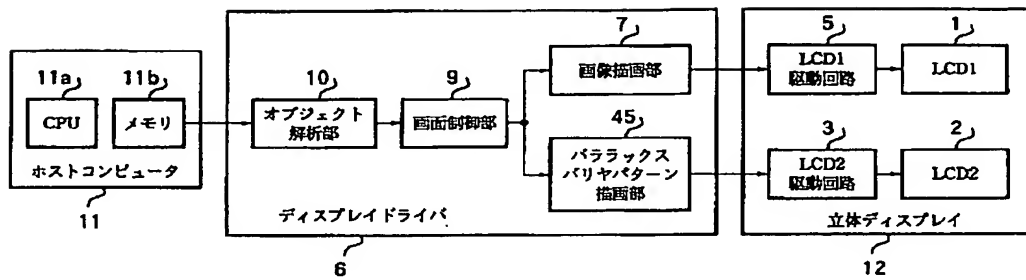 11a
11b
CPU
メモリ
ホストコンピュータ
11
10
オブジェクト
解析部
9
画面制御部
7
画像描画部
45
パララックス
バリヤパターン
描画部
ディスプレイドライバ
6
5
LCD1
駆動回路
1
LCD1
3
LCD2
駆動回路
2
LCD2
立体ディスプレイ
12